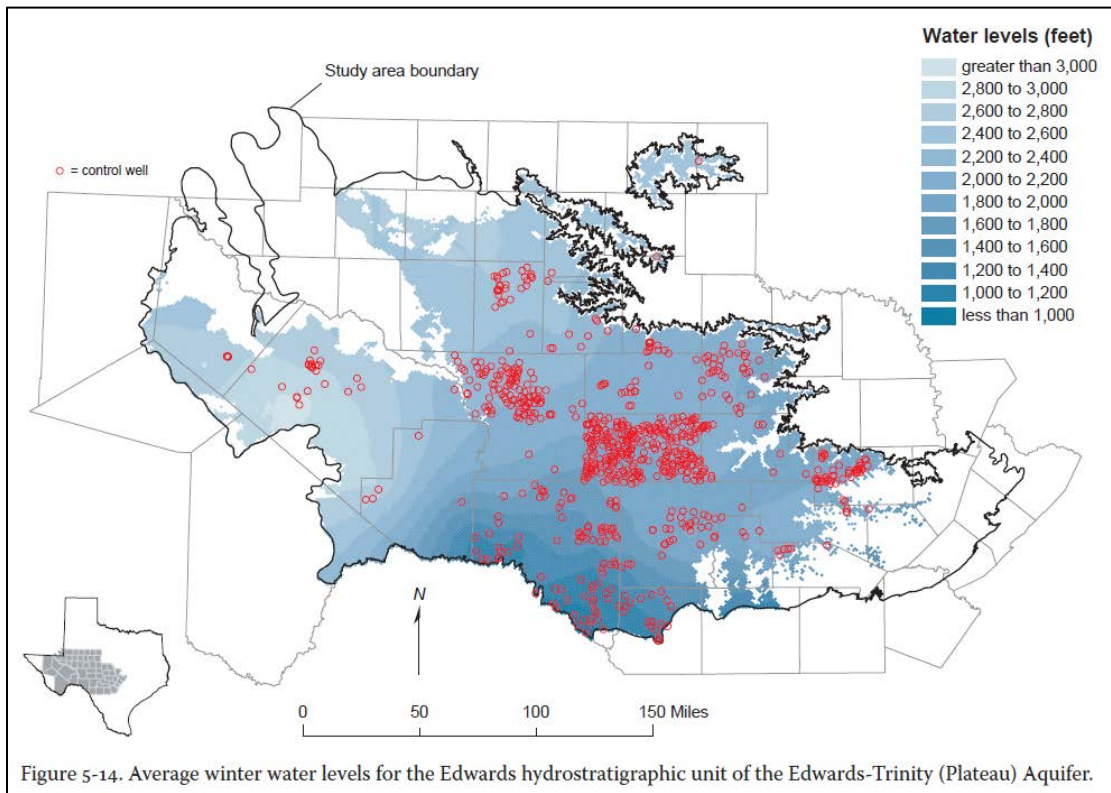 Study area boundary
= control well
Water levels (feet)
greater than 3,000
2,800 to 3,000
2,600 to 2,800
2,400 to 2,600
2,200 to 2,400
2,000 to 2,200
1,800 to 2,000
1,600 to 1,800
1,400 to 1,600
1,200 to 1,400
1,000 to 1,200
less than 1,000
N
0 50 100 150 Miles
Figure 5-14. Average winter water levels for the Edwards hydrostratigraphic unit of the Edwards-Trinity (Plateau) Aquifer.